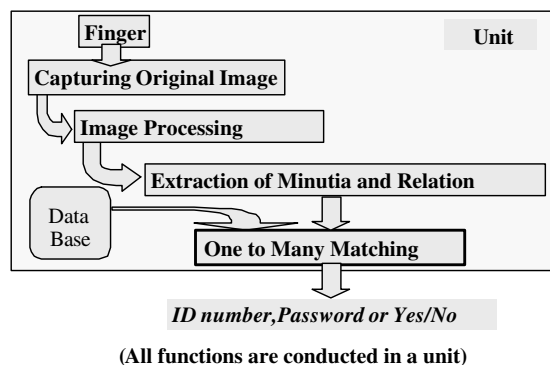 Finger
Unit
Capturing Original Image
Image Processing
Extraction of Minutia and Relation
Data
Base
One to Many Matching
ID number,Password or Yes/No
(All functions are conducted in a unit)